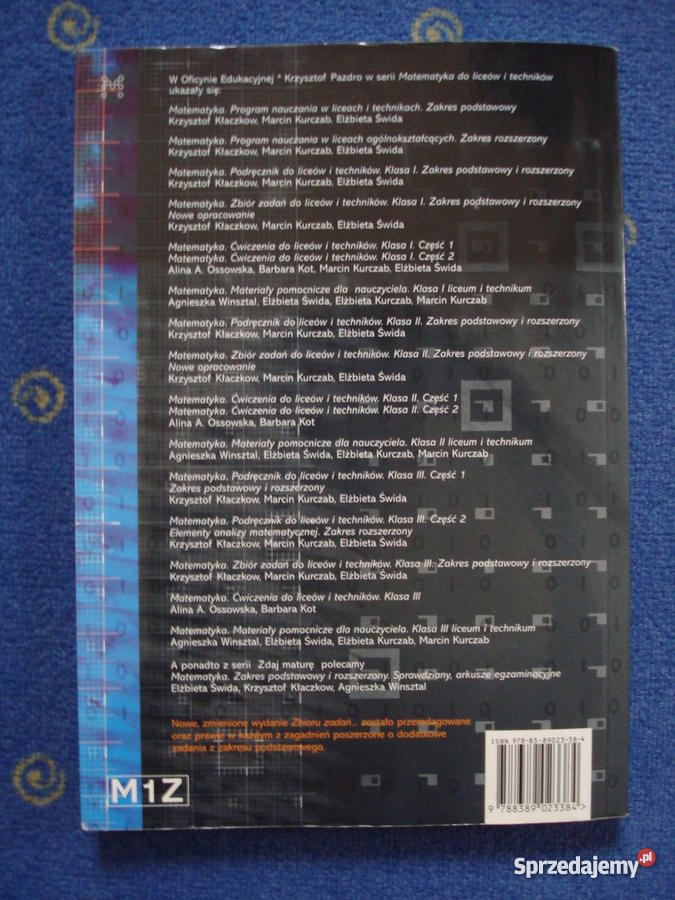 W Oficynie Edukacyjnej * Krzysztof Pazdro w serii Matematyka do liceów i techników
ukazały się:
Matematyka. Program nauczania w liceach i technikach. Zakres podstawowy
Krzysztof Kłaczkow, Marcin Kurczab, Elżbieta Świda
Matematyka. Program nauczania w liceach ogólnokształcących. Zakres rozszerzony
Krzysztof Kłaczkow, Marcin Kurczab, Elżbieta Świda
Matematyka. Podręcznik do liceów i techników. Klasa I. Zakres podstawowy i rozszerzony
Krzysztof Kłaczkow, Marcin Kurczab, Elżbieta Świda
Matematyka. Zbiór zadań do liceów i techników. Klasa I. Zakres podstawowy i rozszerzony
Nowe opracowanie
Krzysztof Kłaczkow, Marcin Kurczab, Elżbieta Świda
Matematyka. Ćwiczenia do liceów i techników. Klasa I. Część 1
Matematyka. Ćwiczenia do liceów i techników. Klasa I. Część 2
Alina A. Ossowska, Barbara Kot, Marcin Kurczab, Elżbieta Świda
Matematyka. Materiały pomocnicze dla nauczyciela. Klasa I liceum i technikum
Agnieszka Winsztal, Elżbieta Świda, Elżbieta Kurczab, Marcin Kurczab
Matematyka. Podręcznik do liceów i techników. Klasa II. Zakres podstawowy i rozszerzony
Krzysztof Kłaczkow, Marcin Kurczab, Elżbieta Świda
Matematyka. Zbiór zadań do liceów i techników. Klasa II. Zakres podstawowy i rozszerzony
Nowe opracowanie
Krzysztof Kłaczkow, Marcin Kurczab, Elżbieta Świda
Matematyka. Ćwiczenia do liceów i techników. Klasa II. Część 1
Matematyka. Ćwiczenia do liceów i techników. Klasa II. Część 2
Alina A. Ossowska, Barbara Kot
Matematyka. Materiały pomocnicze dla nauczyciela. Klasa II liceum i technikum
Agnieszka Winsztal, Elżbieta Świda, Elżbieta Kurczab, Marcin Kurczab
Matematyka. Podręcznik do liceów i techników. Klasa III. Część 1
Zakres podstawowy i rozszerzony
Krzysztof Kłaczkow, Marcin Kurczab, Elżbieta Świda
Matematyka. Podręcznik do liceów i techników. Klasa III. Część 2
Elementy analizy matematycznej. Zakres rozszerzony
Krzysztof Kłaczkow, Marcin Kurczab, Elżbieta Świda
Matematyka. Zbiór zadań do liceów i techników. Klasa III. Zakres podstawowy i rozszerzony
Krzysztof Kłaczkow, Marcin Kurczab, Elżbieta Świda
Matematyka. Ćwiczenia do liceów i techników. Klasa III
Alina A. Ossowska, Barbara Kot
Matematyka. Materiały pomocnicze dla nauczyciela. Klasa III liceum i technikum
Agnieszka Winsztal, Elżbieta Świda, Elżbieta Kurczab, Marcin Kurczab
A ponadto z serii Zdaj maturę polecamy
Matematyka. Zakres podstawowy i rozszerzony. Sprawdziany, arkusze egzaminacyjne
Elżbieta Świda, Krzysztof Kłaczkow, Agnieszka Winsztal
Nowe, zmienione wydanie Zbioru zadań... zostało przeredagowane
oraz prawie w każdym z zagadnień poszerzone o dodatkowe
zadania z zakresu podstawowego.
ISBN 978-83-89023-38-4
9 788389 023384 >
M1Z
Sprzedajemy.pl